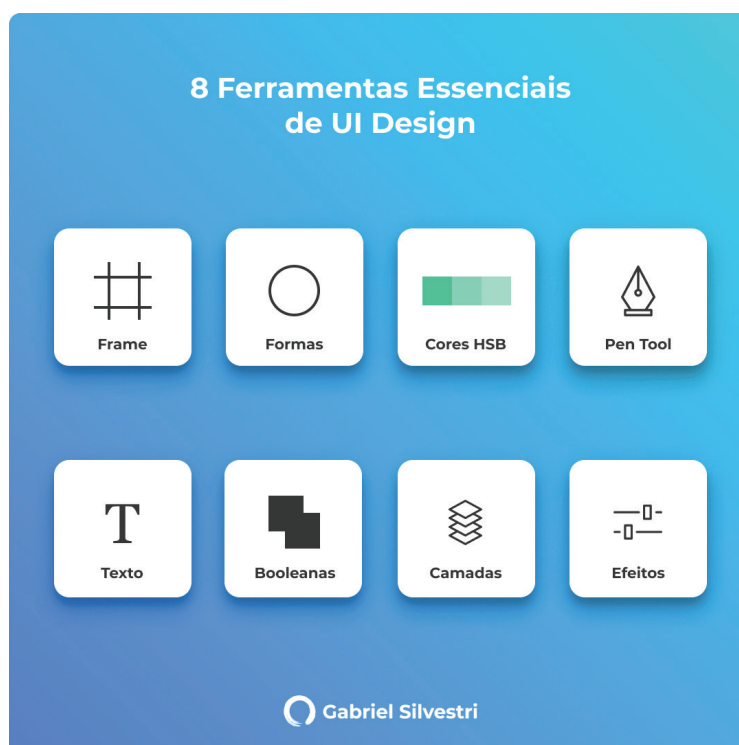 8 Ferramentas Essenciais
de UI Design
Frame
Formas
Cores HSB
Pen Tool
Texto
Booleanas
Camadas
Efeitos
Gabriel Silvestri